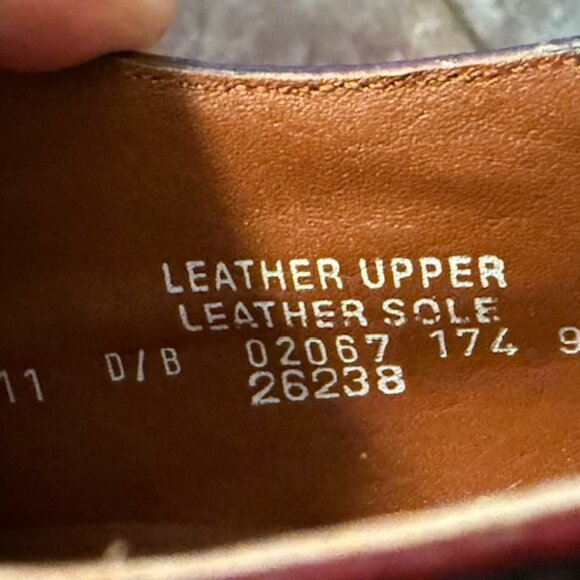 LEATHER UPPER
LEATHER SOLE
11 D/B 02067 174 9
26238